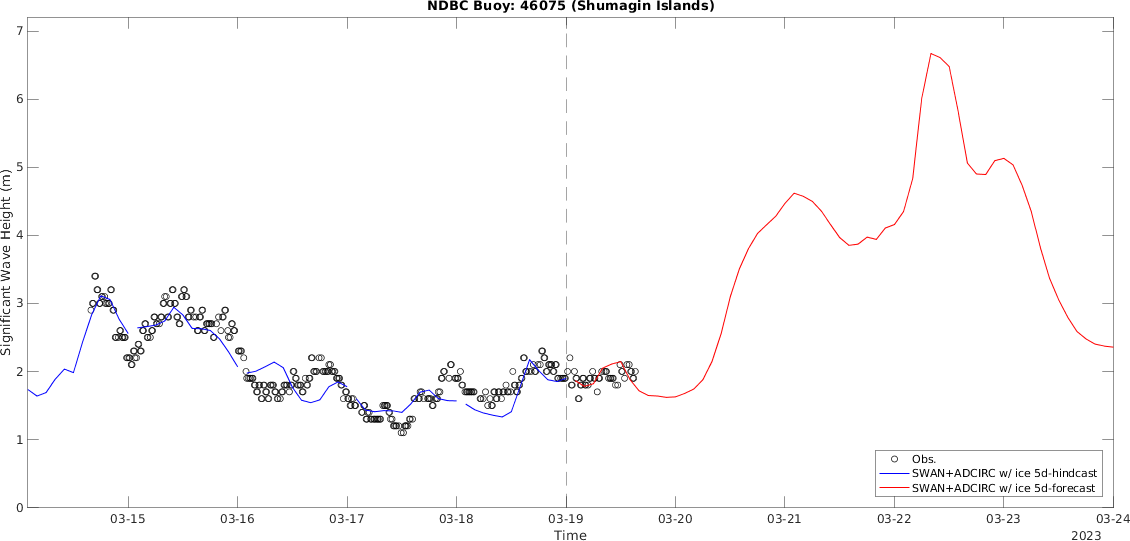 NDBC Buoy: 46075 (Shumagin Islands)
Significant Wave Height (m)
7
6
5
4
3
2
1
0
Obs.
SWAN+ADCIRC w/ ice 5d-hindcast
SWAN+ADCIRC w/ ice 5d-forecast
03-15 03-16 03-17 03-18 03-19 03-20 03-21 03-22 03-23 03-24
Time
2023